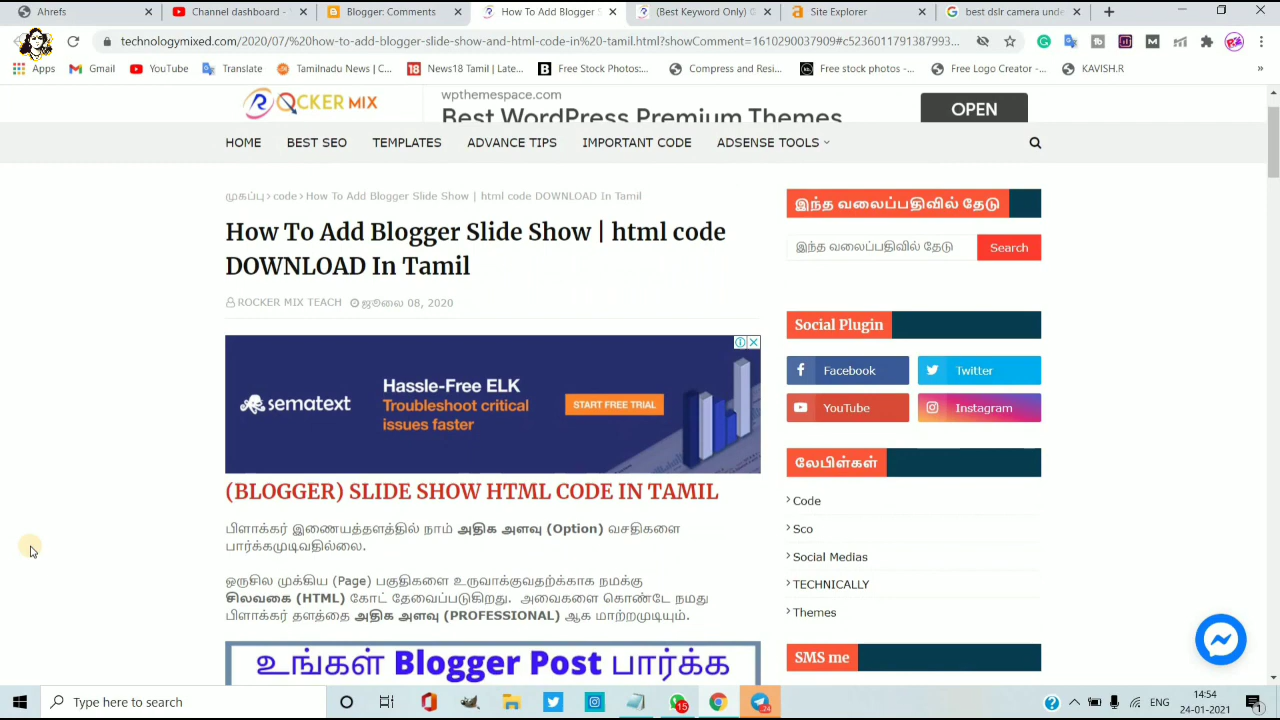 Ahrefs
Channel dashboard -
Blogger: Comments
How To Add Blogger S
(Best Keyword Only) G
Site Explorer
best dslr camera unde
technologymixed.com/2020/07/%20how-to-add-blogger-slide-show-and-html-code-in%20-tamil.html?showComment=1610290037909#c5236011791387993...
Apps
Gmail
YouTube
Translate
Tamilnadu News | C...
News18 Tamil | Late...
Free Stock Photos:...
Compress and Resi...
Free stock photos -...
Free Logo Creator -...
KAVISH.R
»
ROCKER MIX
wpthemespace.com
Best WordPress Premium Themes
OPEN
HOME
BEST SEO
TEMPLATES
ADVANCE TIPS
IMPORTANT CODE
ADSENSE TOOLS
முகப்பு › code › How To Add Blogger Slide Show | html code DOWNLOAD In Tamil
How To Add Blogger Slide Show | html code
DOWNLOAD In Tamil
ROCKER MIX TEACH ஜூலை 08, 2020
sematext
Hassle-Free ELK
Troubleshoot critical
issues faster
START FREE TRIAL
(BLOGGER) SLIDE SHOW HTML CODE IN TAMIL
பிளாக்கர் இணையத்தளத்தில் நாம் அதிக அளவு (Option) வசதிகளை
பார்க்கமுடிவதில்லை.
ஒருசில முக்கிய (Page) பகுதிகளை உருவாக்குவதற்க்காக நமக்கு
சிலவகை (HTML) கோட் தேவைப்படுகிறது. அவைகளை கொண்டே நமது
பிளாக்கர் தளத்தை அதிக அளவு (PROFESSIONAL) ஆக மாற்றமுடியும்.
உங்கள் Blogger Post பார்க்க
இந்த வலைப்பதிவில் தேடு
இந்த வலைப்பதிவில் தேடு
Search
Social Plugin
Facebook
Twitter
YouTube
Instagram
லேபிள்கள்
Code
Sco
Social Medias
TECHNICALLY
Themes
SMS me
Type here to search
15
24
ENG
14:54
24-01-2021
1